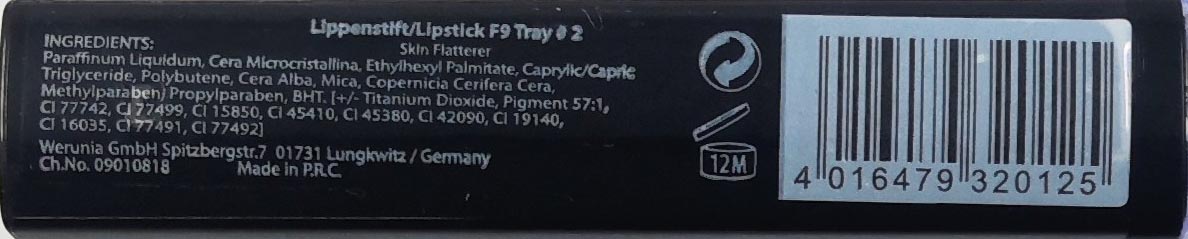 Lippenstift/Lipstick F9 Tray # 2
Skin Flatterer
INGREDIENTS:
Paraffinum Liquidum, Cera Microcristallina, Ethylhexyl Palmitate, Caprylic/Capric
Triglyceride, Polybutene, Cera Alba, Mica, Copernicia Cerifera Cera,
Methylparaben/ Propylparaben, BHT. [+/- Titanium Dioxide, Pigment 57:1,
CI 77742, CI 77499, CI 15850, CI 45410, CI 45380, CI 42090, CI 19140,
CI 16035, CI 77491, CI 77492]
Werunia GmbH Spitzbergstr.7 01731 Lungkwitz / Germany
Ch.No. 09010818 Made in P.R.C.
12M
4 016479 320125